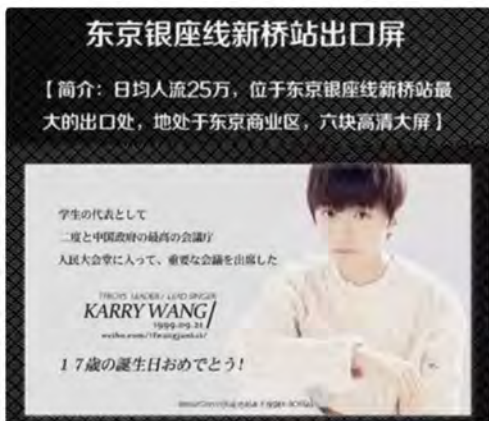 东京银座线新桥站出口屏
【简介：日均人流25万，位于东京银座线新桥站最
大的出口处，地处于东京商业区，六块高清大屏】
学生の代表として
二度と中国政府の最高の会議庁
人民大会堂に入って、重要な会議を出席した
TFBOYS LEADER / LEAD SINGER
KARRY WANG
1999.09.21
17歳の誕生日おめでとう!